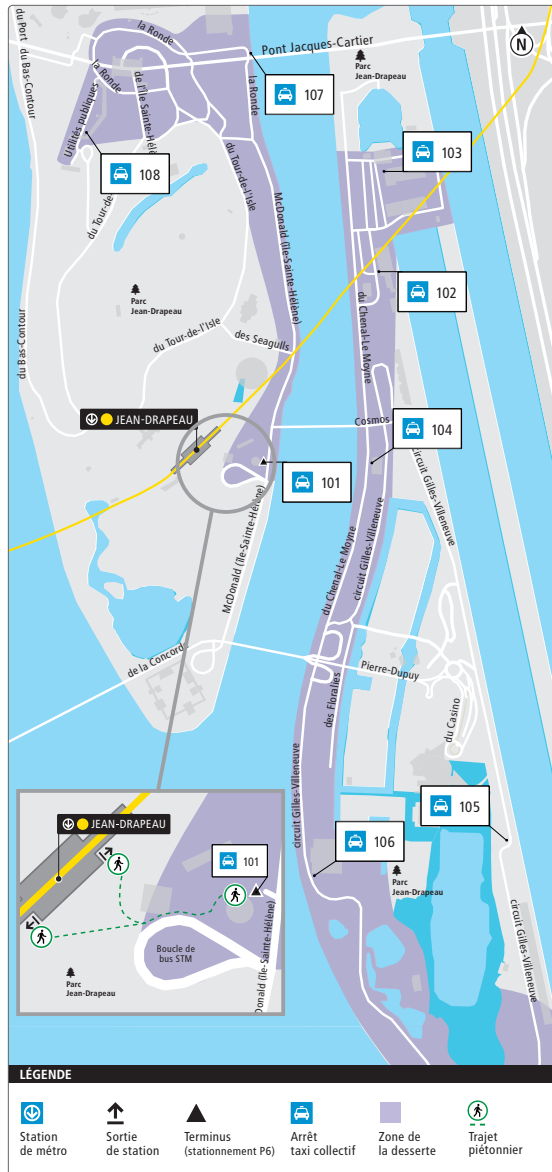 du Port
du Bas-Contour
la Ronde
Pont Jacques-Cartier
N
Parc
Jean-Drapeau
la Ronde
de l'Île Sainte-Hélè
la Ronde
107
Utilités publiques
103
108
du Tour-de-l'Isle
du Tour-de
McDonald (île-Sainte-Hélène)
102
Parc
Jean-Drapeau
du Bas-Contour
du Tour-de-l'Isle
des Seagulls
du Chenal-Le Moyne
JEAN-DRAPEAU
Cosmos
104
101
circuit Gilles-Villeneuve
McDonald (île-Sainte-Hélène)
du Chenal-Le Moyne
circuit Gilles-Villeneuve
de la Concord
Pierre-Dupuy
des Floralies
du Casino
circuit Gilles-Villeneuve
105
106
Parc
Jean-Drapeau
circuit Gilles-Villeneuve
JEAN-DRAPEAU
101
Boucle de
bus STM
Donald (île-Sainte-Hélène)
Parc
Jean-Drapeau
LÉGENDE
Station
de métro
Sortie
de station
Terminus
(stationnement P6)
Arrêt
taxi collectif
Zone de
la desserte
Trajet
piétonnier